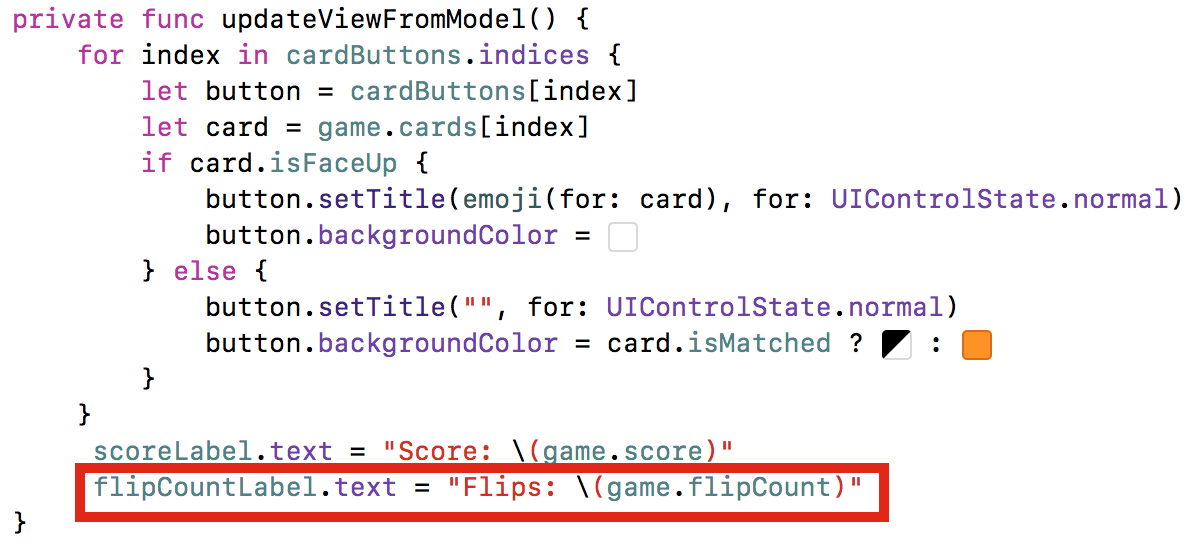 private func updateViewFromModel() {
for index in cardButtons.indices {
let button = cardButtons[index]
let card = game.cards[index]
if card.isFaceUp {
button.setTitle(emoji(for: card), for: UIControlState.normal)
button.backgroundColor =
} else {
button.setTitle("", for: UIControlState.normal)
button.backgroundColor = card.isMatched ? :
}
}
scoreLabel.text = "Score: \(game.score)"
flipCountLabel.text = "Flips: \(game.flipCount)"
}